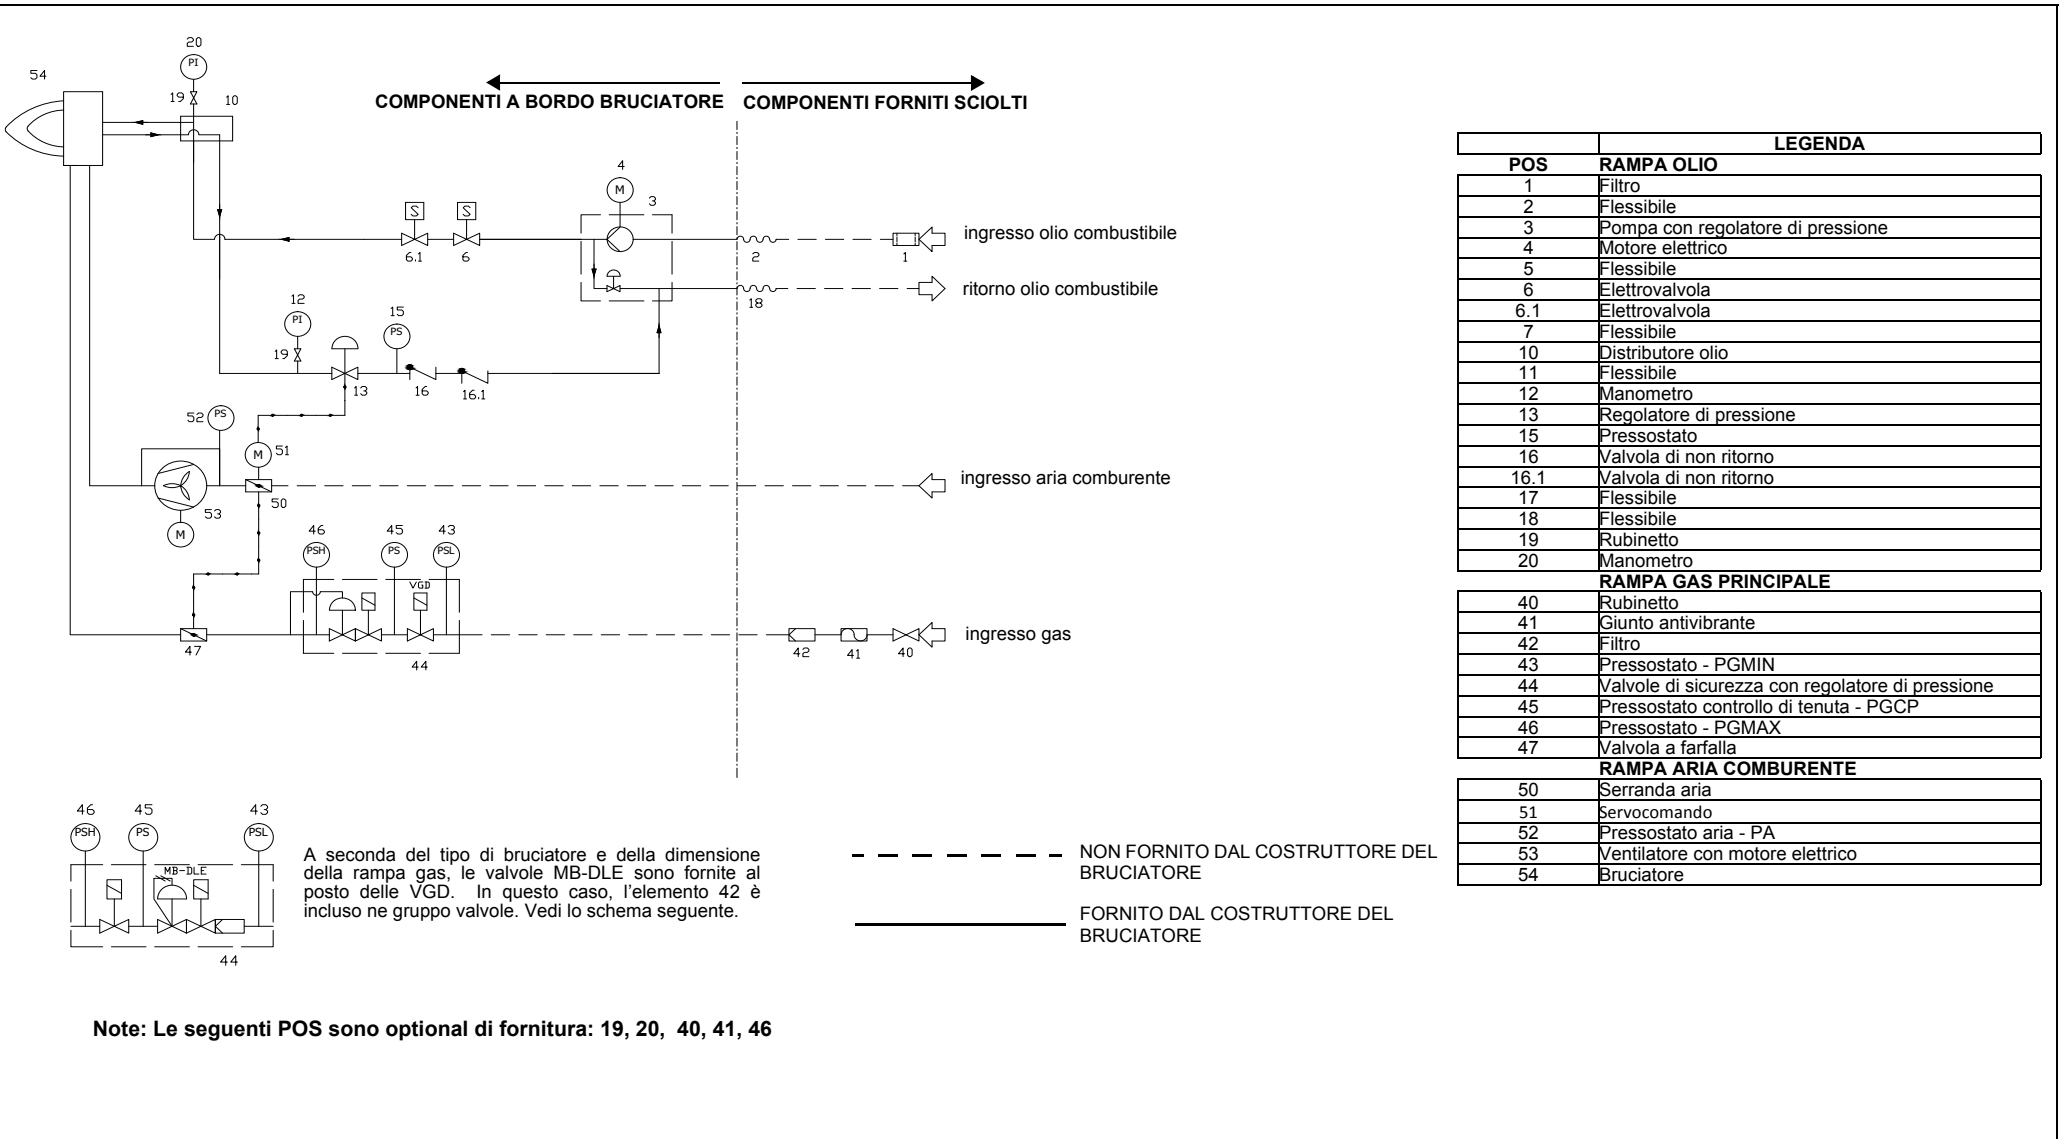 20
PI
54
19
10
COMPONENTI A BORDO BRUCIATORE
COMPONENTI FORNITI SCIOLTI
4
M
3
S
S
6.1
6
2
1
ingresso olio combustibile
ritorno olio combustibile
18
12
PI
19
15
PS
13
16
16.1
52
PS
M
51
50
53
M
ingresso aria comburente
46
45
43
PSH
PS
PSL
VGD
47
44
42
41
40
ingresso gas
46
45
43
PSH
PS
PSL
MB-DLE
44
A seconda del tipo di bruciatore e della dimensione
della rampa gas, le valvole MB-DLE sono fornite al
posto delle VGD. In questo caso, l'elemento 42 è
incluso ne gruppo valvole. Vedi lo schema seguente.
NON FORNITO DAL COSTRUTTORE DEL
BRUCIATORE
FORNITO DAL COSTRUTTORE DEL
BRUCIATORE
Note: Le seguenti POS sono optional di fornitura: 19, 20, 40, 41, 46
LEGENDA
POS RAMPA OLIO
1 Filtro
2 Flessibile
3 Pompa con regolatore di pressione
4 Motore elettrico
5 Flessibile
6 Elettrovalvola
6.1 Elettrovalvola
7 Flessibile
10 Distributore olio
11 Flessibile
12 Manometro
13 Regolatore di pressione
15 Pressostato
16 Valvola di non ritorno
16.1 Valvola di non ritorno
17 Flessibile
18 Flessibile
19 Rubinetto
20 Manometro
RAMPA GAS PRINCIPALE
40 Rubinetto
41 Giunto antivibrante
42 Filtro
43 Pressostato - PGMIN
44 Valvole di sicurezza con regolatore di pressione
45 Pressostato controllo di tenuta - PGCP
46 Pressostato - PGMAX
47 Valvola a farfalla
RAMPA ARIA COMBURENTE
50 Serranda aria
51 Servocomando
52 Pressostato aria - PA
53 Ventilatore con motore elettrico
54 Bruciatore